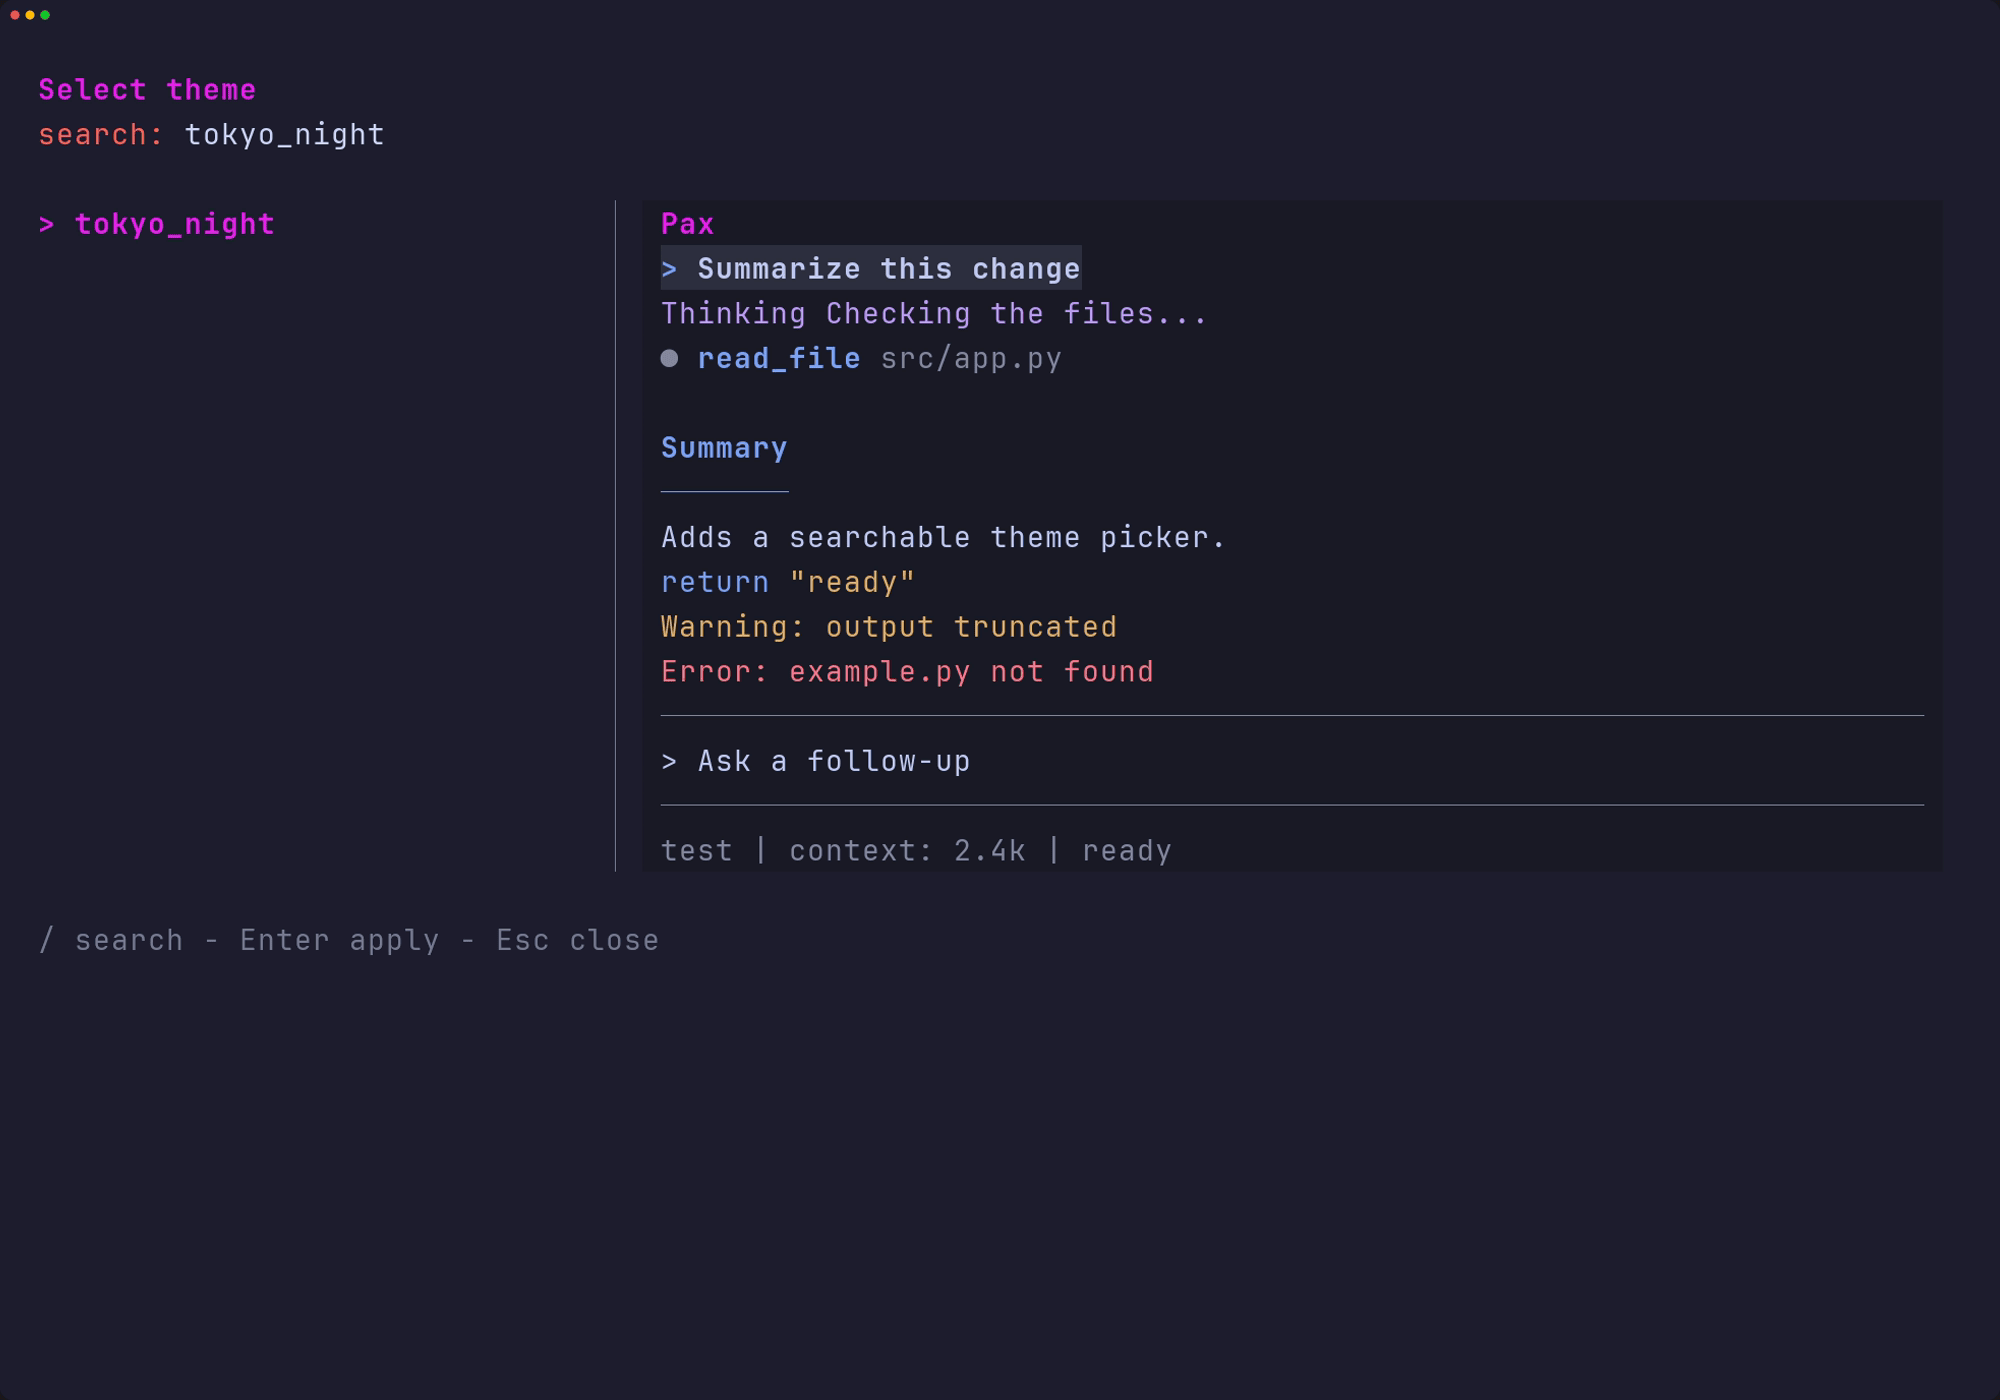 Select theme
search: tokyo_night
> tokyo_night
Pax
> Summarize this change
Thinking Checking the files...
● read_file src/app.py
Summary
Adds a searchable theme picker.
return "ready"
Warning: output truncated
Error: example.py not found
> Ask a follow-up
test | context: 2.4k | ready
/ search - Enter apply - Esc close